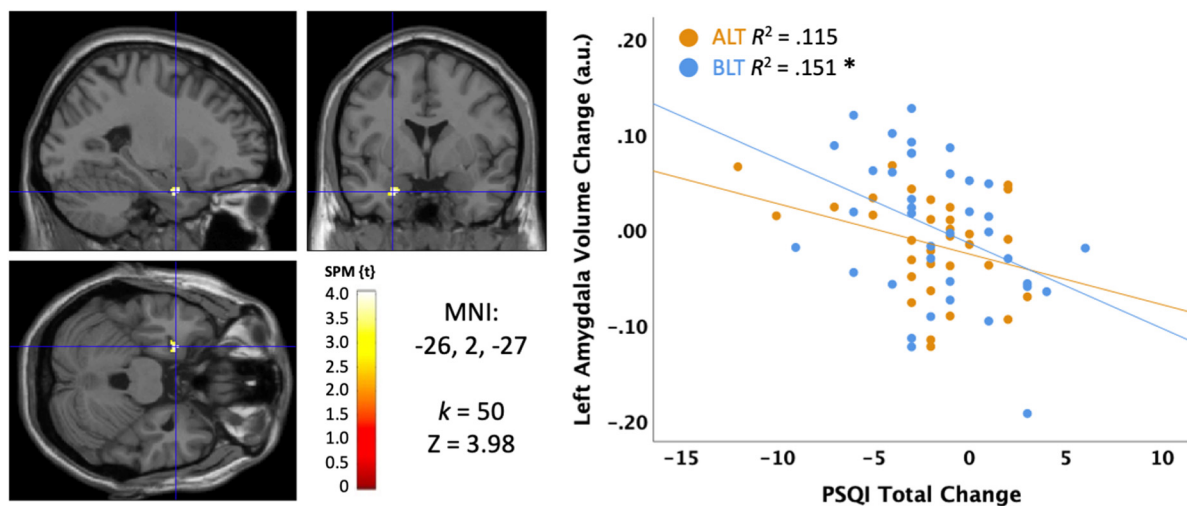 SPM {t}
4.0
3.5
3.0
2.5
2.0
1.5
1.0
0.5
0
MNI:
-26, 2, -27
k = 50
Z = 3.98
ALT R² = .115
BLT R² = .151 *
Left Amygdala Volume Change (a.u.)
.20
.10
.00
-.10
-.20
-15
-10
-5
0
5
10
PSQI Total Change